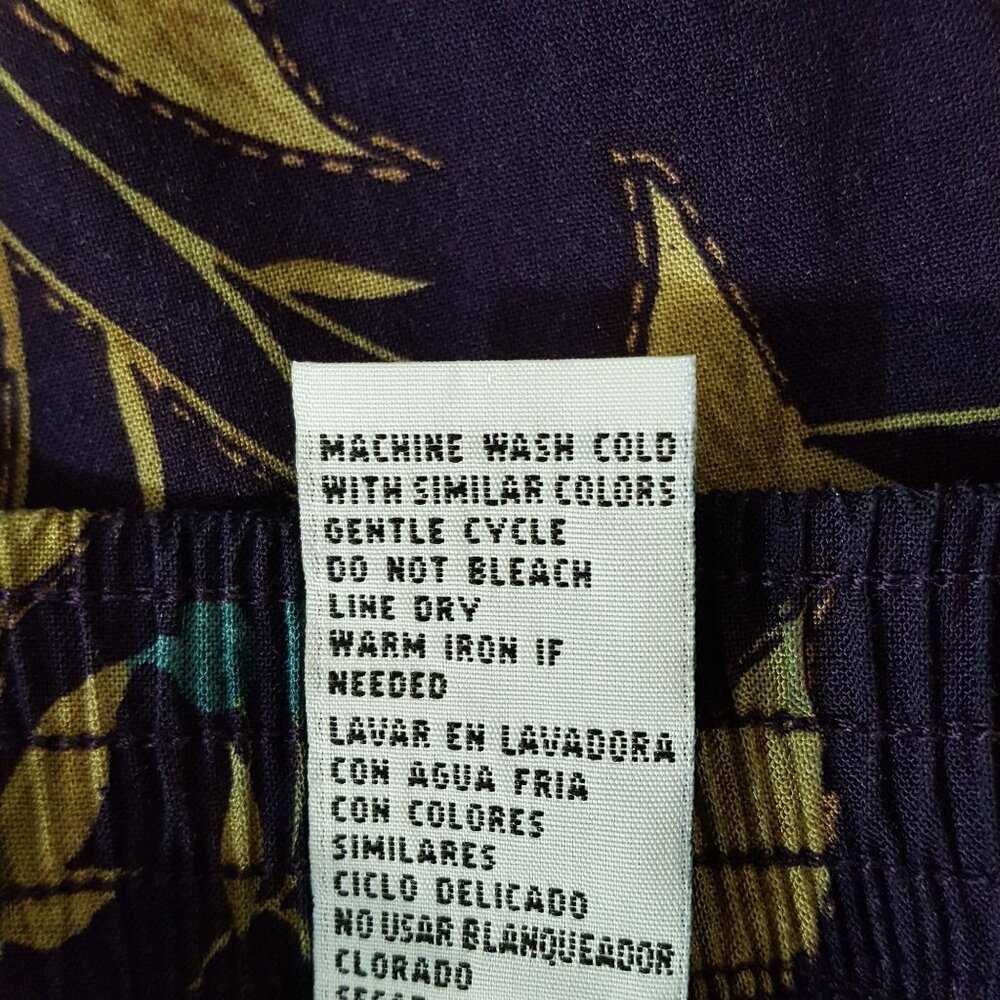 MACHINE WASH COLD
WITH SIMILAR COLORS
GENTLE CYCLE
DO NOT BLEACH
LINE DRY
WARM IRON IF
NEEDED
LAVAR EN LAVADORA
CON AGUA FRIA
CON COLORES
SIMILARES
CICLO DELICADO
NO USAR BLANQUEADOR
CLORADO